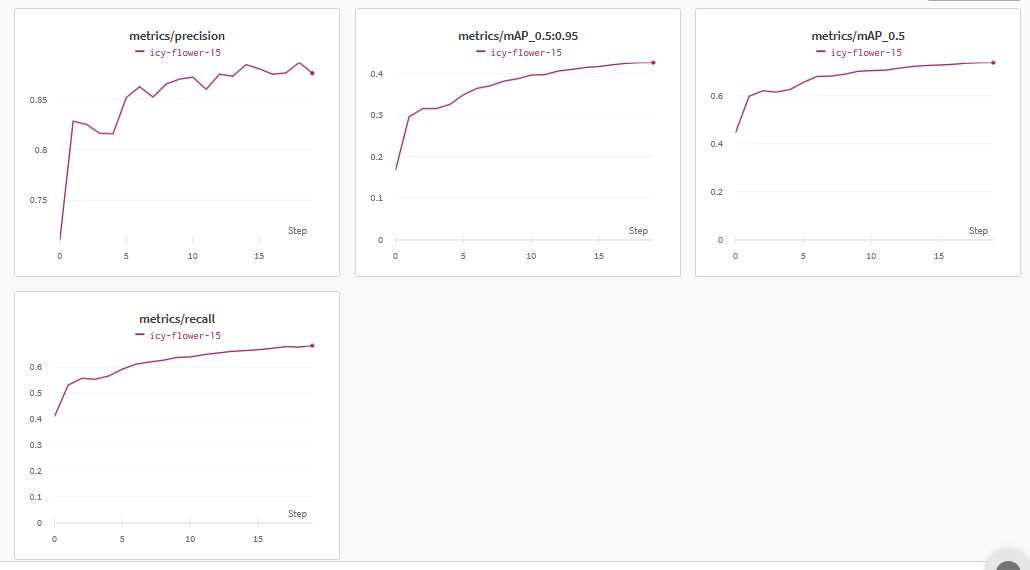 metrics/precision
icy-flower-15
0.85
0.8
0.75
Step
0 5 10 15
metrics/mAP_0.5:0.95
icy-flower-15
0.4
0.3
0.2
0.1
0
Step
0 5 10 15
metrics/mAP_0.5
icy-flower-15
0.6
0.4
0.2
0
Step
0 5 10 15
metrics/recall
icy-flower-15
0.6
0.5
0.4
0.3
0.2
0.1
0
Step
0 5 10 15